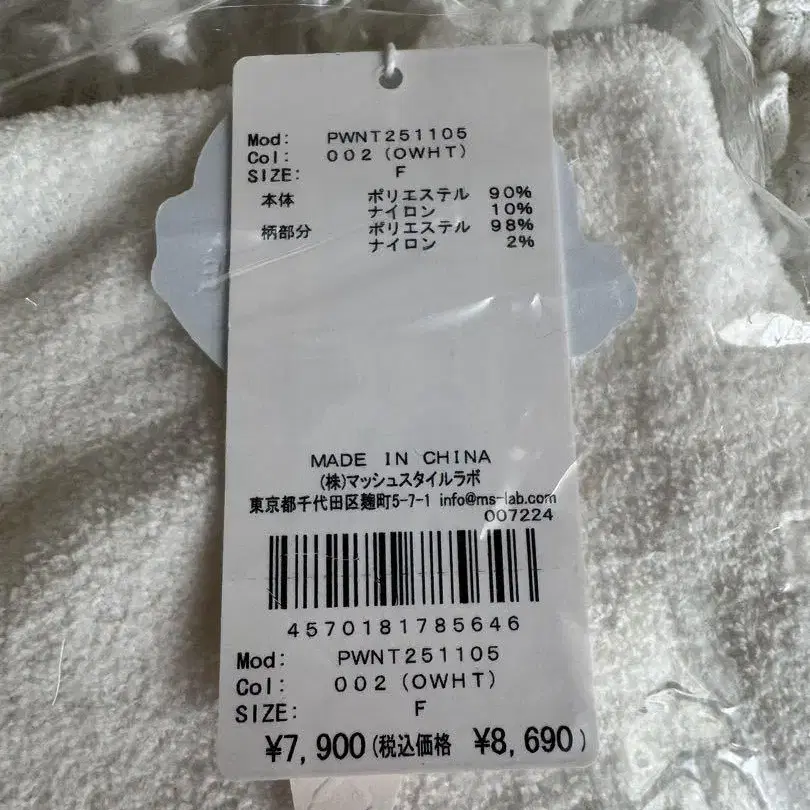 Mod: PWNT251105
Col: 002 (OWHT)
SIZE: F
本体 ポリエステル 90%
ナイロン 10%
柄部分 ポリエステル 98%
ナイロン 2%
MADE IN CHINA
(株)マッシュスタイルラボ
東京都千代田区麹町5-7-1 info@ms-lab.com
007224
4570181785646
Mod: PWNT251105
Col: 002 (OWHT)
SIZE: F
¥7,900(税込価格 ¥8,690)